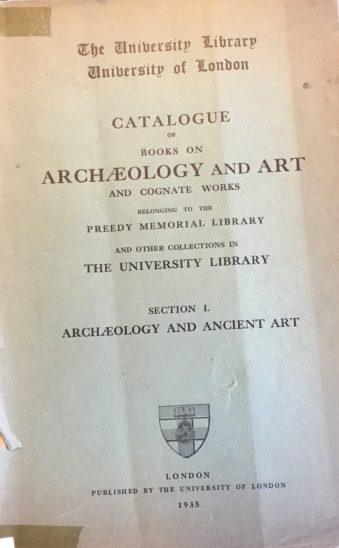 The University Library
University of London
CATALOGUE
OF
BOOKS ON
ARCHÆOLOGY AND ART
AND COGNATE WORKS
BELONGING TO THE
PREEDY MEMORIAL LIBRARY
AND OTHER COLLECTIONS IN
THE UNIVERSITY LIBRARY
SECTION I.
ARCHÆOLOGY AND ANCIENT ART
LONDON
PUBLISHED BY THE UNIVERSITY OF LONDON
1935